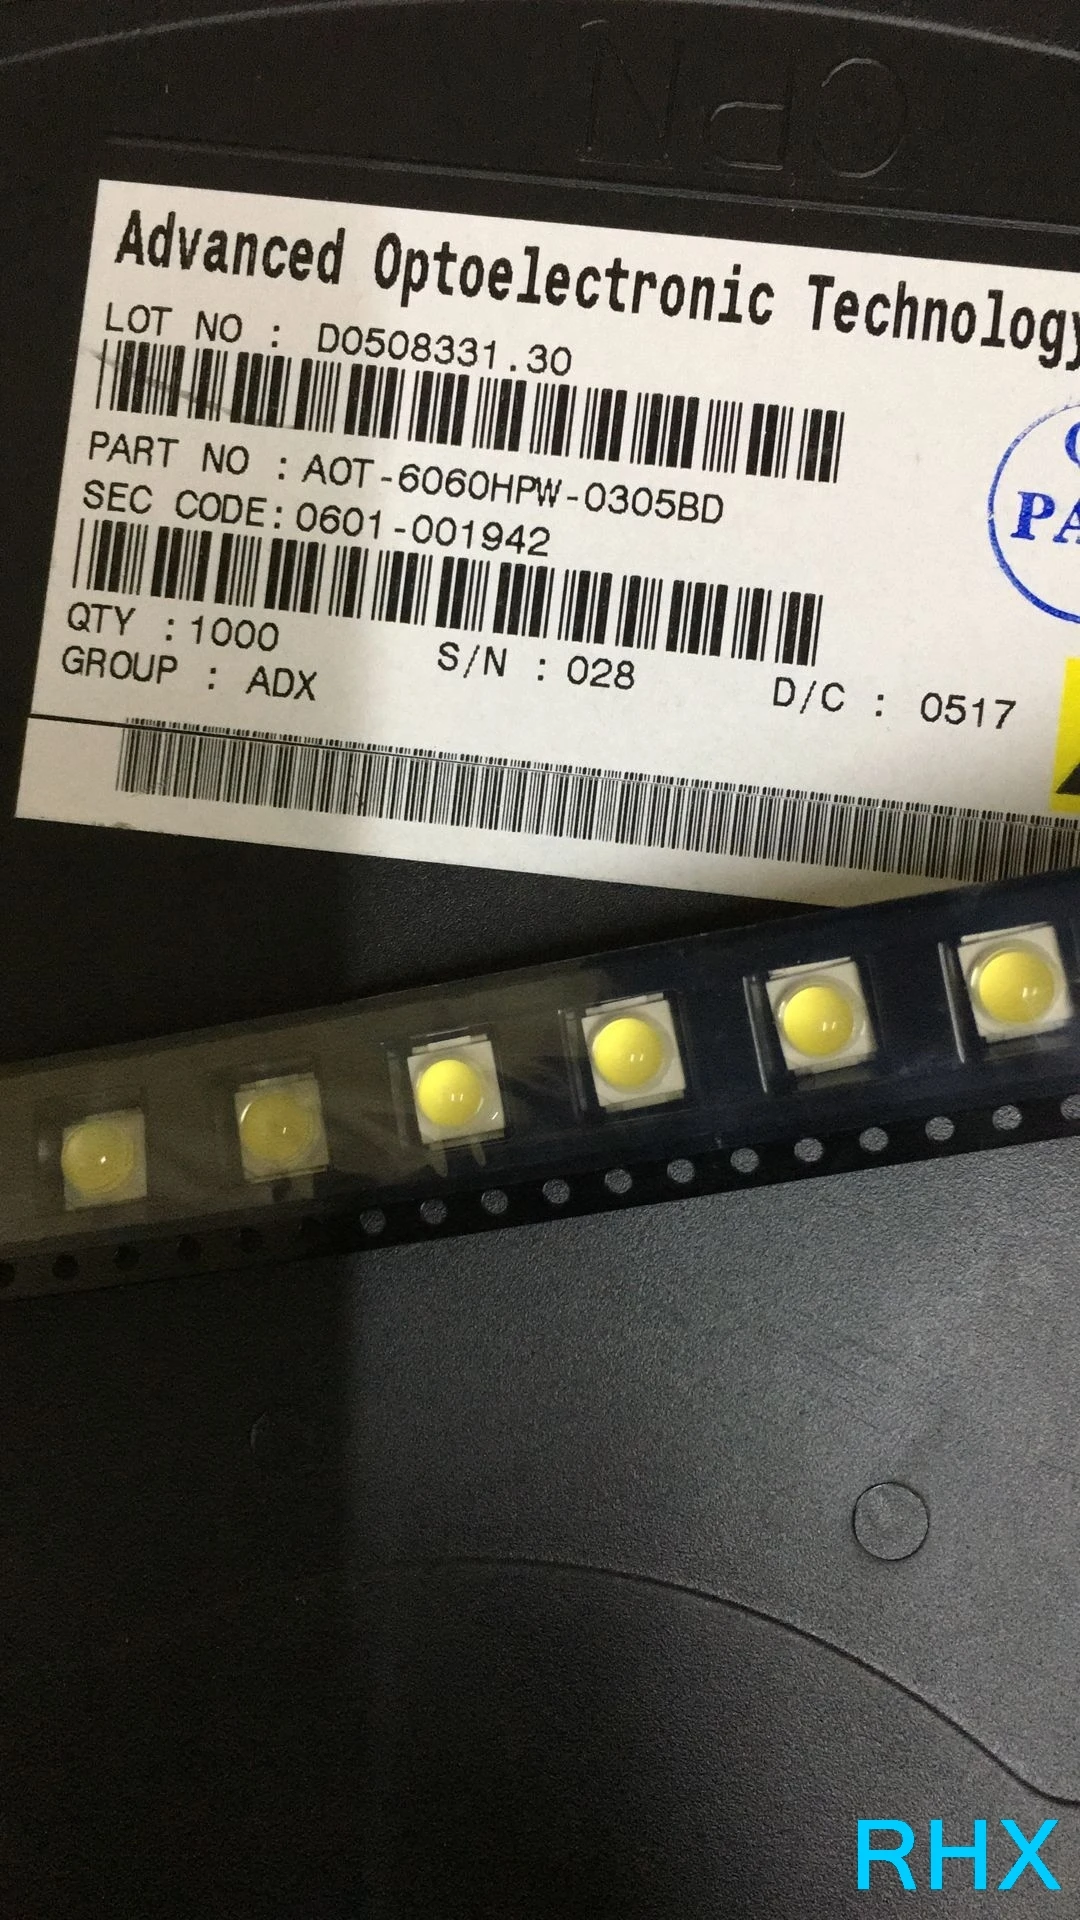 Advanced Optoelectronic Technology
LOT NO : D0508331.30
PART NO : AOT-6060HPW-0305BD
SEC CODE:0601-001942
QTY :1000
S/N : 028
D/C : 0517
GROUP : ADX
RHX